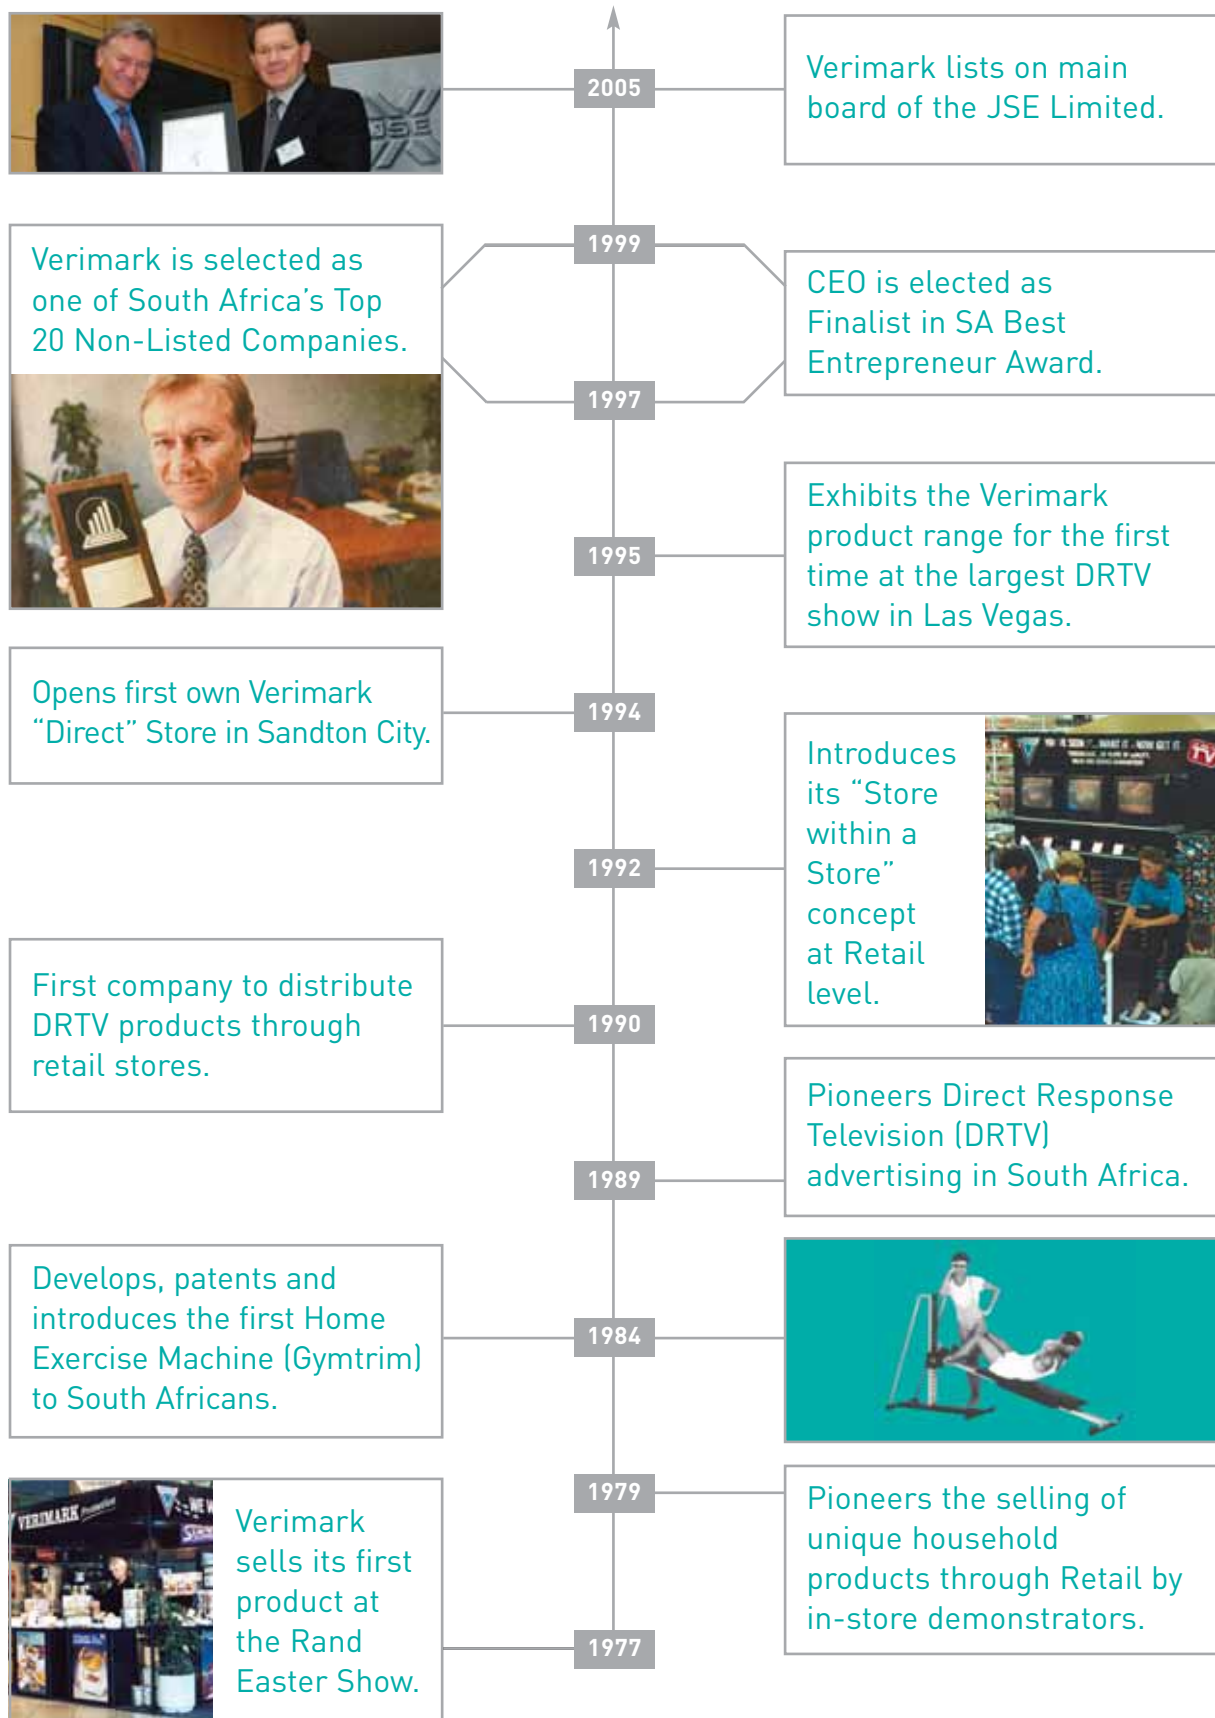 2005
Verimark lists on main
board of the JSE Limited.
JSE
1999
Verimark is selected as
one of South Africa’s Top
20 Non-Listed Companies.
CEO is elected as
Finalist in SA Best
Entrepreneur Award.
1997
Exhibits the Verimark
product range for the first
time at the largest DRTV
show in Las Vegas.
1995
Opens first own Verimark
“Direct” Store in Sandton City.
1994
Introduces
its “Store
within a
Store”
concept
at Retail
level.
TV
1992
First company to distribute
DRTV products through
retail stores.
1990
Pioneers Direct Response
Television (DRTV)
advertising in South Africa.
1989
Develops, patents and
introduces the first Home
Exercise Machine (Gymtrim)
to South Africans.
1984
1979
Pioneers the selling of
unique household
products through Retail by
in-store demonstrators.
VERIMARK
Verimark
sells its first
product at
the Rand
Easter Show.
1977